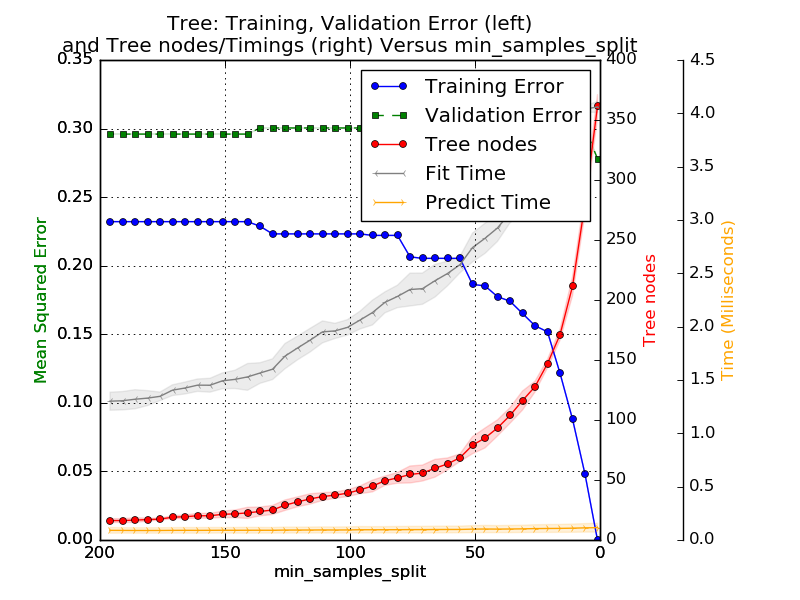 Tree: Training, Validation Error (left)
and Tree nodes/Timings (right) Versus min_samples_split
Training Error
Validation Error
Tree nodes
Fit Time
Predict Time
Mean Squared Error
0.35
0.30
0.25
0.20
0.15
0.10
0.05
0.00
200 150 100 50 0
min_samples_split
400
350
300
250
200
150
100
50
0
Tree nodes
4.5
4.0
3.5
3.0
2.5
2.0
1.5
1.0
0.5
0.0
Time (Milliseconds)